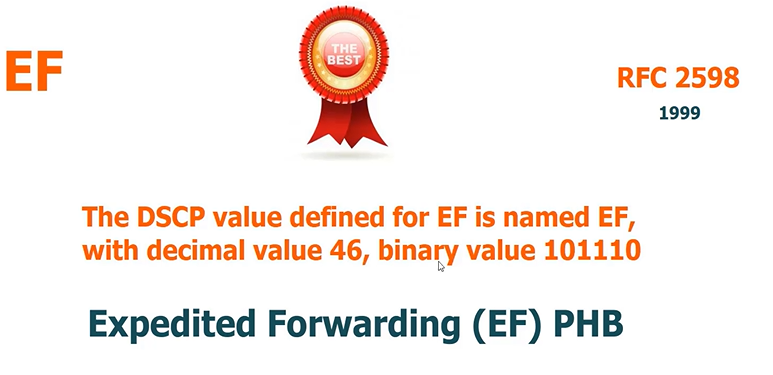 EF
THE
BEST
RFC 2598
1999
The DSCP value defined for EF is named EF,
with decimal value 46, binary value 101110
Expedited Forwarding (EF) PHB